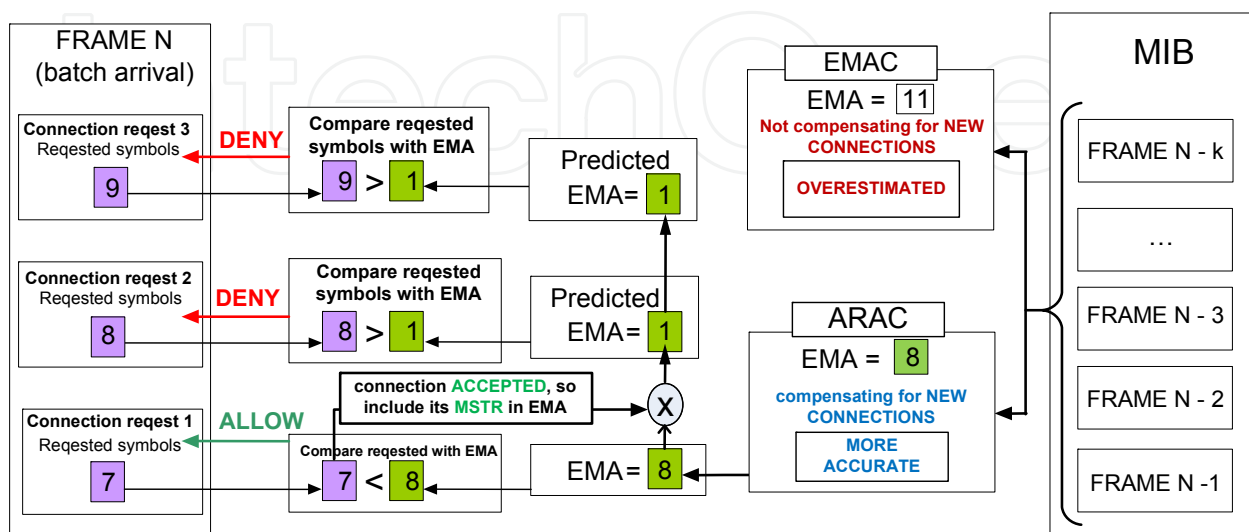 FRAME N
(batch arrival)
Connection reqest 3
Reqested symbols
9
DENY
Compare reqested
symbols with EMA
9 > 1
Predicted
EMA= 1
Connection reqest 2
Reqested symbols
8
DENY
Compare reqested
symbols with EMA
8 > 1
Predicted
EMA= 1
connection ACCEPTED, so
include its MSTR in EMA
X
Connection reqest 1
Reqested symbols
7
ALLOW
Compare reqested with EMA
7 < 8
EMA= 8
EMAC
EMA = 11
Not compensating for NEW
CONNECTIONS
OVERESTIMATED
ARAC
EMA = 8
compensating for NEW
CONNECTIONS
MORE
ACCURATE
MIB
FRAME N - k
...
FRAME N - 3
FRAME N - 2
FRAME N -1